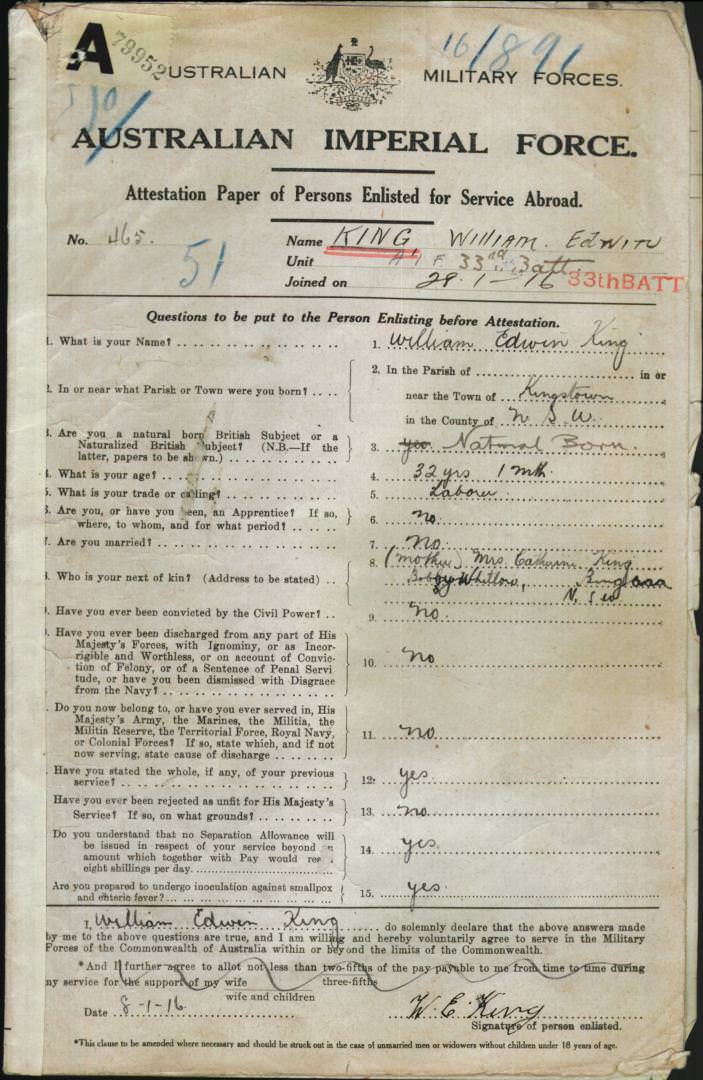 A 79952
16/891
AUSTRALIAN MILITARY FORCES.
AUSTRALIAN IMPERIAL FORCE.
Attestation Paper of Persons Enlisted for Service Abroad.
No. 465. Name KING, WILLIAM. EDWIN
51
Unit A I F 33rd Batt.
Joined on 28.1-16 33thBATT
Questions to be put to the Person Enlisting before Attestation.
1. What is your Name? 1. William Edwin King
2. In or near what Parish or Town were you born? 2. In the Parish of in or
near the Town of Kingstown
in the County of N S W.
3. Are you a natural born British Subject or a
Naturalized British Subject? (N.B.—If the
latter, papers to be shown.) 3. yes Natural Born
4. What is your age? 4. 32 yrs 1 mth.
5. What is your trade or calling? 5. Laborer.
6. Are you, or have you been, an Apprentice? If so,
where, to whom, and for what period? 6. no.
7. Are you married? 7. No.
8. Who is your next of kin? (Address to be stated) 8. (mother) Mrs. Catherine King
Bobby Whitlow, Bingara
N. S W
9. Have you ever been convicted by the Civil Power? 9. no.
10. Have you ever been discharged from any part of His
Majesty's Forces, with Ignominy, or as Incor-
rigible and Worthless, or on account of Convic-
tion of Felony, or of a Sentence of Penal Servi
tude, or have you been dismissed with Disgrace
from the Navy? 10. no
Do you now belong to, or have you ever served in, His
Majesty's Army, the Marines, the Militia, the
Militia Reserve, the Territorial Force, Royal Navy,
or Colonial Forces? If so, state which, and if not
now serving, state cause of discharge 11. no.
Have you stated the whole, if any, of your previous
service? 12. yes.
Have you ever been rejected as unfit for His Majesty's
Service? If so, on what grounds? 13. no.
Do you understand that no Separation Allowance will
be issued in respect of your service beyond an
amount which together with Pay would
eight shillings per day. 14. yes.
Are you prepared to undergo inoculation against smallpox
and enteric fever? 15. yes.
I, William Edwin King do solemnly declare that the above answers made
by me to the above questions are true, and I am willing and hereby voluntarily agree to serve in the Military
Forces of the Commonwealth of Australia within or beyond the limits of the Commonwealth.
*And I further agree to allot not less than two-fifths of the pay payable to me from time to time during
three-fifths
my service for the support of my wife
wife and children
Date 8-1-16. W. E. King
Signature of person enlisted.
*This clause to be amended where necessary and should be struck out in the case of unmarried men or widowers without children under 18 years of age.